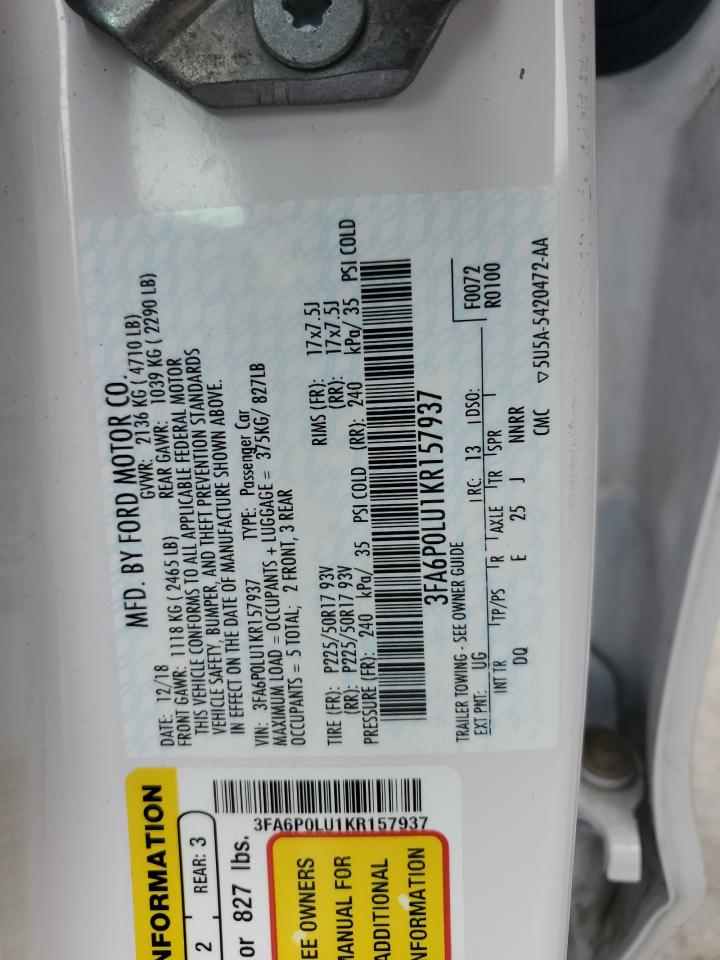 MFD. BY FORD MOTOR CO.
DATE: 12/18 GVWR: 2136 KG ( 4710 LB)
FRONT GAWR: 1118 KG ( 2465 LB) REAR GAWR: 1039 KG ( 2290 LB)
THIS VEHICLE CONFORMS TO ALL APPLICABLE FEDERAL MOTOR
VEHICLE SAFETY, BUMPER, AND THEFT PREVENTION STANDARDS
IN EFFECT ON THE DATE OF MANUFACTURE SHOWN ABOVE.
VIN: 3FA6P0LU1KR157937 TYPE: Passenger Car
MAXIMUM LOAD = OCCUPANTS + LUGGAGE = 375KG/ 827LB
OCCUPANTS = 5 TOTAL; 2 FRONT, 3 REAR
TIRE (FR): P225/50R17 93V RIMS (FR): 17x7.5J
(RR): P225/50R17 93V (RR): 17x7.5J
PRESSURE (FR): 240 kPa/ 35 PSI COLD (RR): 240 kPa/ 35 PSI COLD
3FA6P0LU1KR157937
TRAILER TOWING - SEE OWNER GUIDE F0072
EXT PNT: UG RC: 13 DSO: R0100
INT TR TP/PS R AXLE TR SPR
DQ E 25 J NNRR
CMC ▽5U5A-5420472-AA
NFORMATION
2 REAR: 3
or 827 lbs.
3FA6P0LU1KR157937
EE OWNERS
MANUAL FOR
ADDITIONAL
NFORMATION